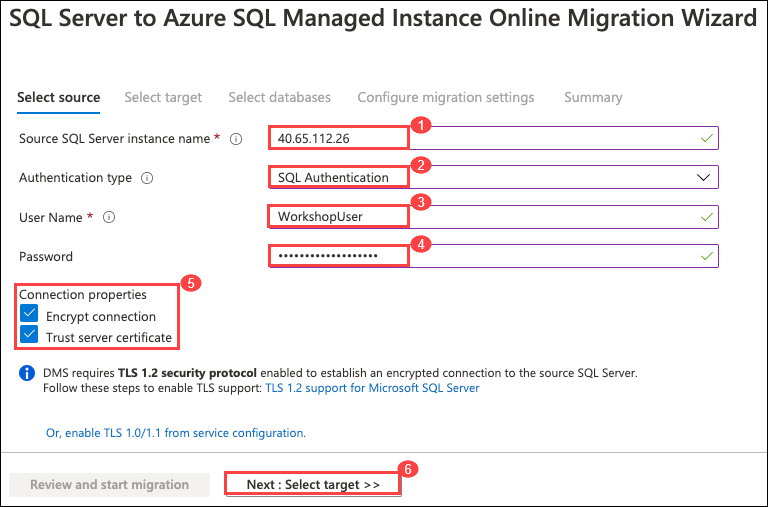 SQL Server to Azure SQL Managed Instance Online Migration Wizard
Select source Select target Select databases Configure migration settings Summary
1
Source SQL Server instance name * 40.65.112.26
2
Authentication type SQL Authentication
3
User Name * WorkshopUser
4
Password •••••••••••••••••••
5
Connection properties
Encrypt connection
Trust server certificate
DMS requires TLS 1.2 security protocol enabled to establish an encrypted connection to the source SQL Server.
Follow these steps to enable TLS support: TLS 1.2 support for Microsoft SQL Server
Or, enable TLS 1.0/1.1 from service configuration.
6
Review and start migration Next : Select target >>